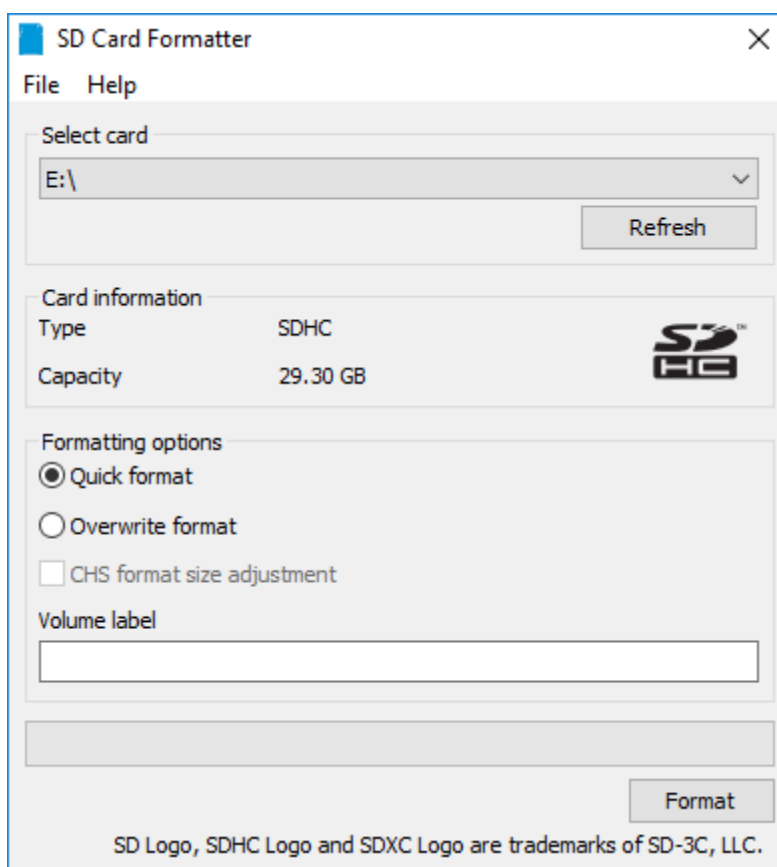 SD Card Formatter
File Help
Select card
E:\
Refresh
Card information
Type SDHC
Capacity 29.30 GB
SD HC
Formatting options
Quick format
Overwrite format
CHS format size adjustment
Volume label
Format
SD Logo, SDHC Logo and SDXC Logo are trademarks of SD-3C, LLC.